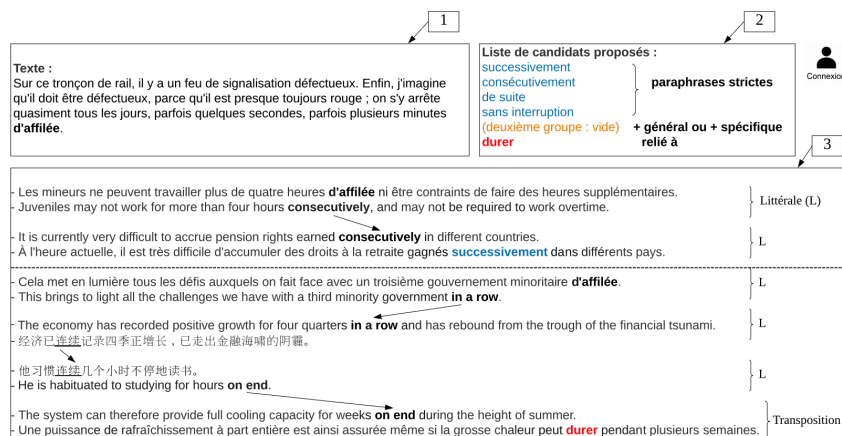 1
2
Texte :
Sur ce tronçon de rail, il y a un feu de signalisation défectueux. Enfin, j'imagine
qu'il doit être défectueux, parce qu'il est presque toujours rouge ; on s'y arrête
quasiment tous les jours, parfois quelques secondes, parfois plusieurs minutes
d'affilée.
Liste de candidats proposés :
successivement
consécutivement
de suite
sans interruption
paraphrases strictes
(deuxième groupe : vide) + général ou + spécifique
durer relié à
Connexion
3
- Les mineurs ne peuvent travailler plus de quatre heures d'affilée ni être contraints de faire des heures supplémentaires.
- Juveniles may not work for more than four hours consecutively, and may not be required to work overtime.
Littérale (L)
- It is currently very difficult to accrue pension rights earned consecutively in different countries.
- À l'heure actuelle, il est très difficile d'accumuler des droits à la retraite gagnés successivement dans différents pays.
L
- Cela met en lumière tous les défis auxquels on fait face avec un troisième gouvernement minoritaire d'affilée.
- This brings to light all the challenges we have with a third minority government in a row.
L
- The economy has recorded positive growth for four quarters in a row and has rebound from the trough of the financial tsunami.
- 经济已连续记录四季正增长，已走出金融海啸的阴霾。
L
- 他习惯连续几个小时不停地读书。
- He is habituated to studying for hours on end.
L
- The system can therefore provide full cooling capacity for weeks on end during the height of summer.
- Une puissance de rafraîchissement à part entière est ainsi assurée même si la grosse chaleur peut durer pendant plusieurs semaines.
Transposition